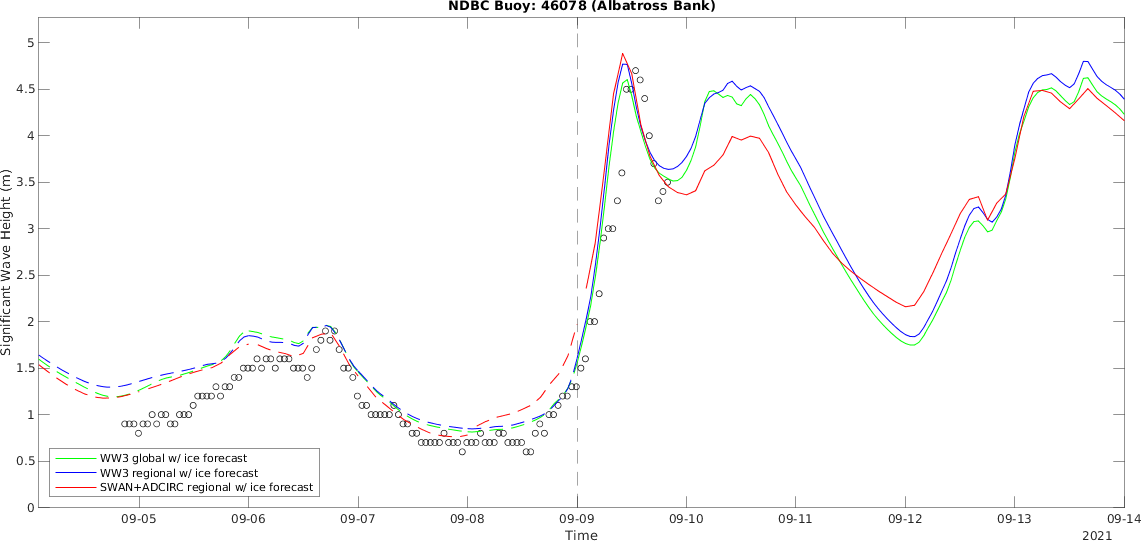 NDBC Buoy: 46078 (Albatross Bank)
Significant Wave Height (m)
5
4.5
4
3.5
3
2.5
2
1.5
1
0.5
0
WW3 global w/ ice forecast
WW3 regional w/ ice forecast
SWAN+ADCIRC regional w/ ice forecast
09-05 09-06 09-07 09-08 09-09 09-10 09-11 09-12 09-13 09-14
Time
2021